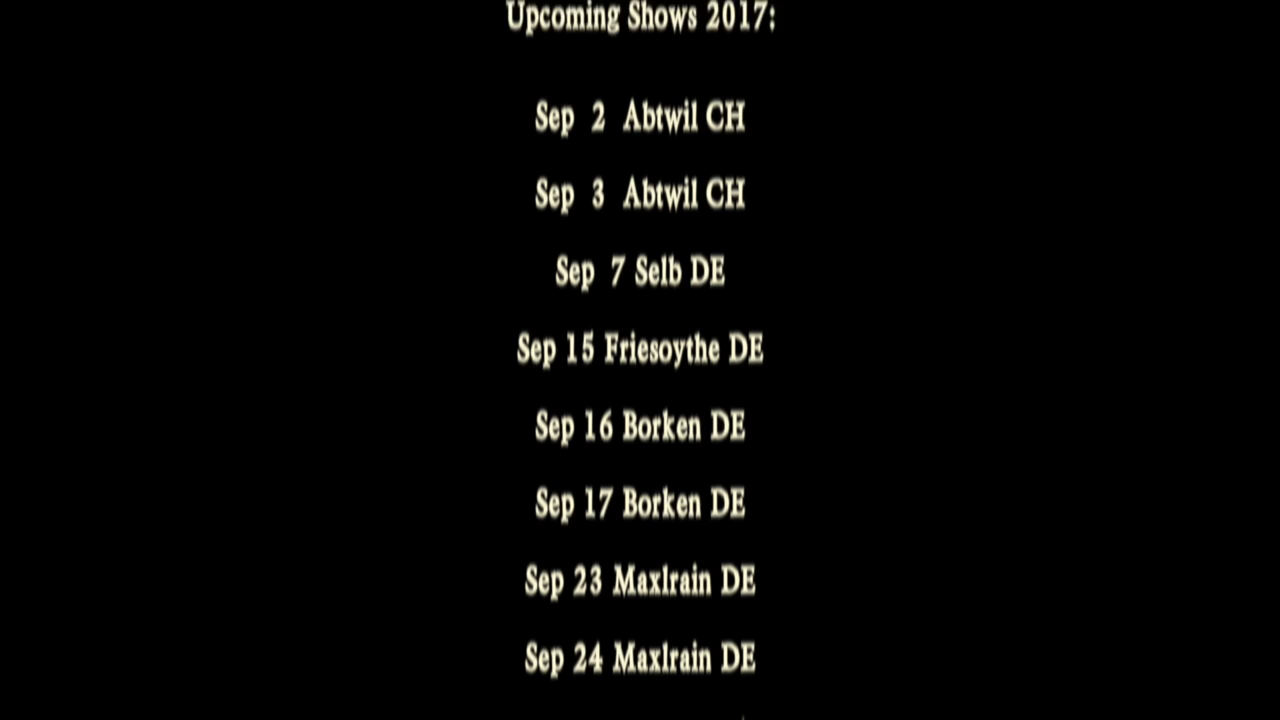 Upcoming Shows 2017:
Sep  2  Abtwil CH
Sep  3  Abtwil CH
Sep  7 Selb DE
Sep 15 Friesoythe DE
Sep 16 Borken DE
Sep 17 Borken DE
Sep 23 Maxlrain DE
Sep 24 Maxlrain DE